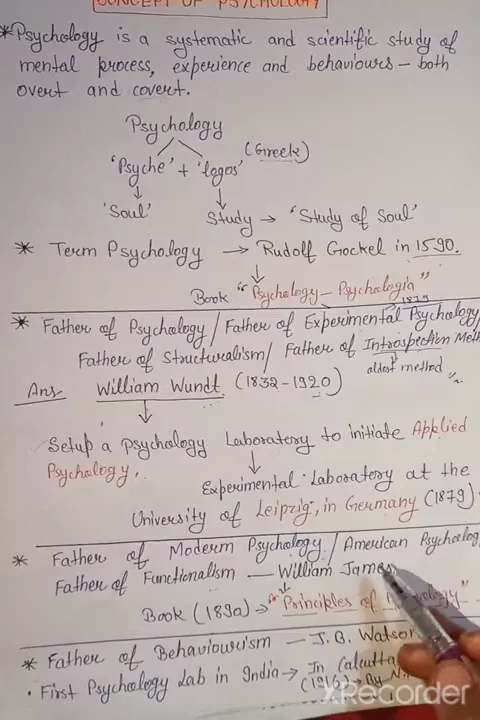 CONCEPT OF PSYCHOLOGY
*Psychology is a systematic and scientific study of
mental process, experience and behaviours - both
overt and covert.
Psychology
'Psyche' + 'logos' (Greek)
'Soul' Study → 'Study of Soul'
* Term Psychology → Rudolf Gockel in 1590.
Book "Psychology - Psychologia"
1879
* Father of Psychology / Father of Experimental Psychology/
Father of Structuralism / Father of Introspection
oldest method
Ans William Wundt (1832-1920)
Setup a Psychology Laboratory to initiate Applied
Psychology.
Experimental Laboratory at the
University of Leipzig, in Germany (1879)
* Father of Modern Psychology / American
Father of Functionalism — William James
Book (1890) → "Principles of Psychology"
* Father of Behaviourism — J.B. Watson
• First Psychology Lab in India → In Calcutta
(1916) → By N.
XRecorder